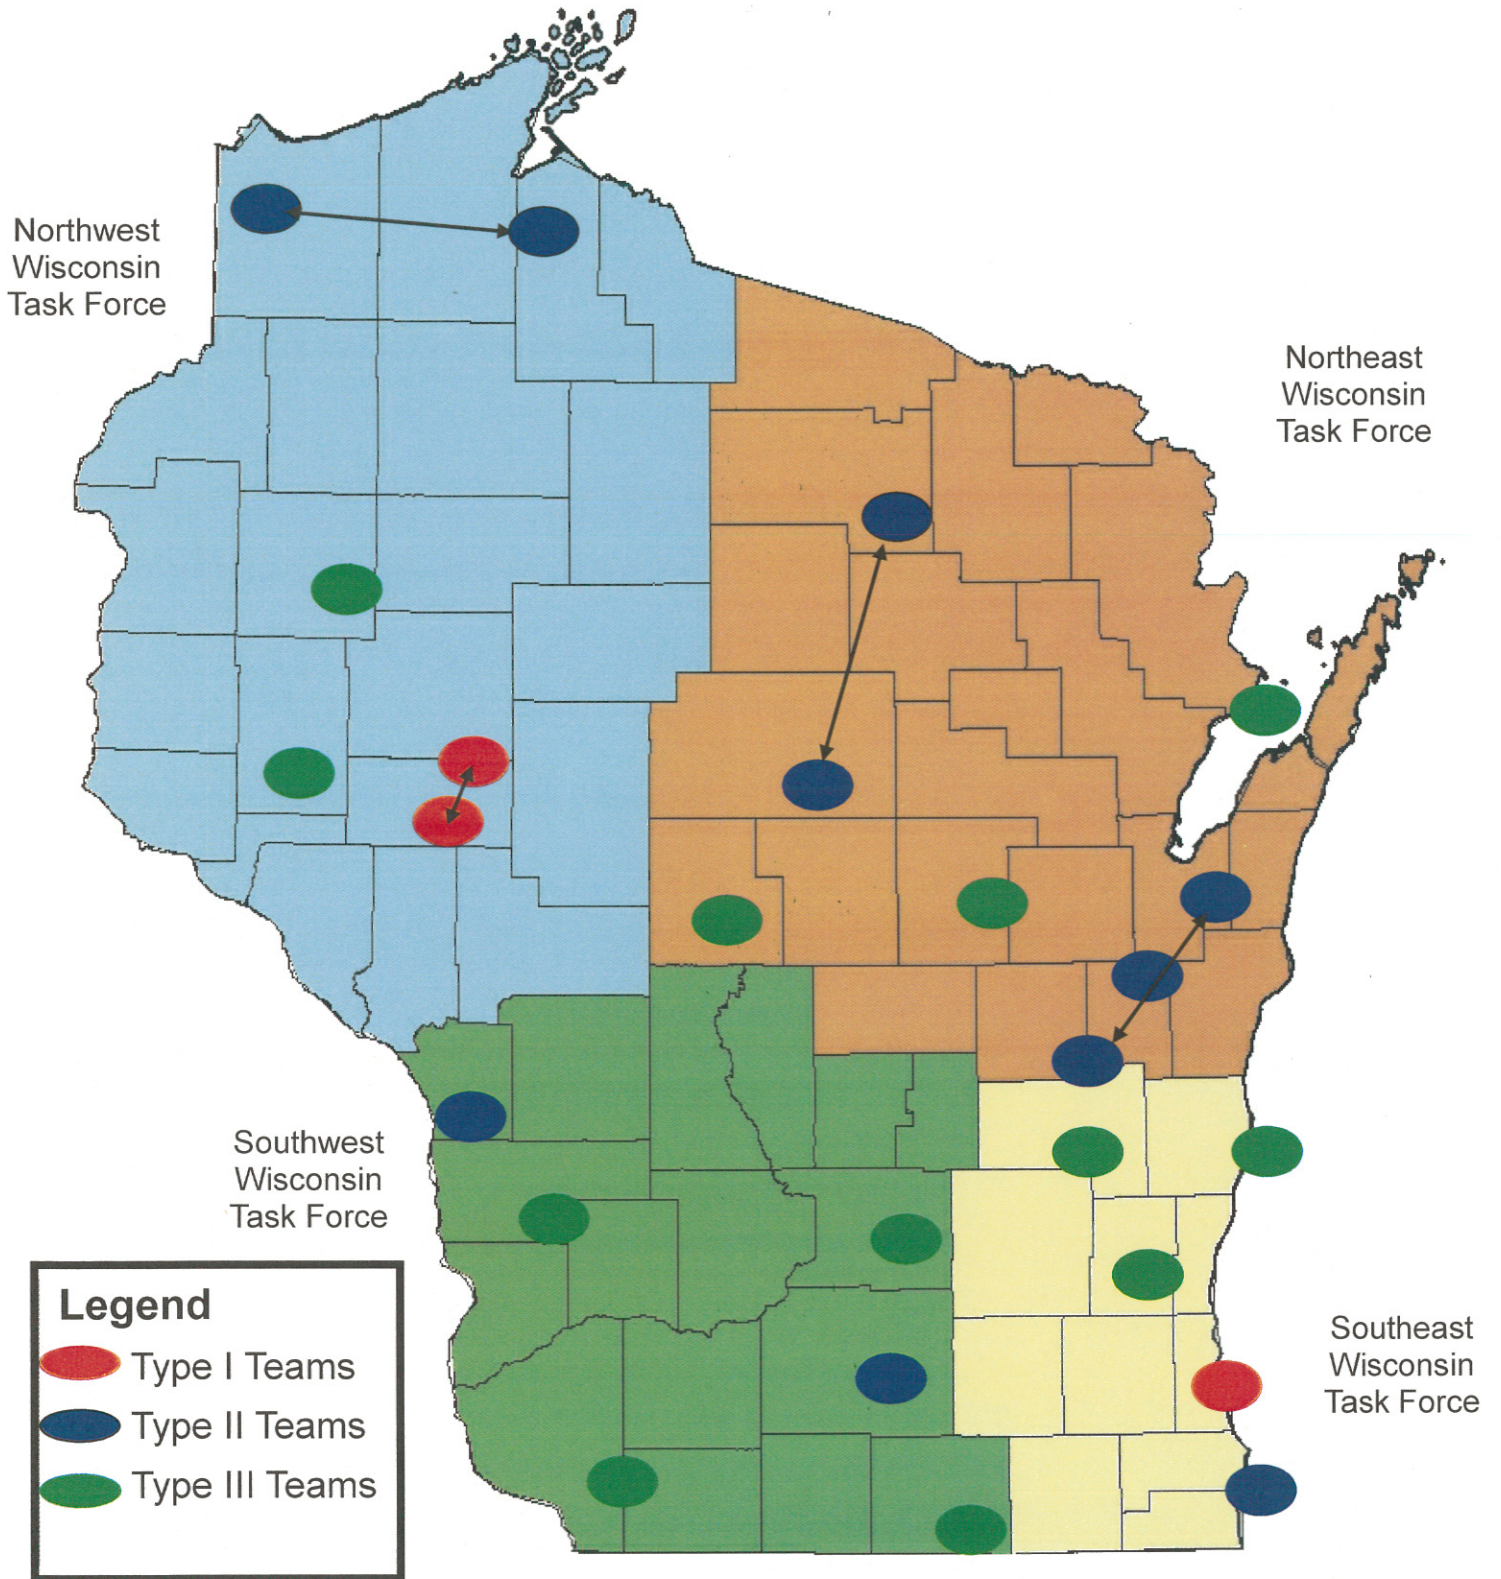 Northwest
Wisconsin
Task Force
Northeast
Wisconsin
Task Force
Southwest
Wisconsin
Task Force
Legend
Type I Teams
Type II Teams
Type III Teams
Southeast
Wisconsin
Task Force